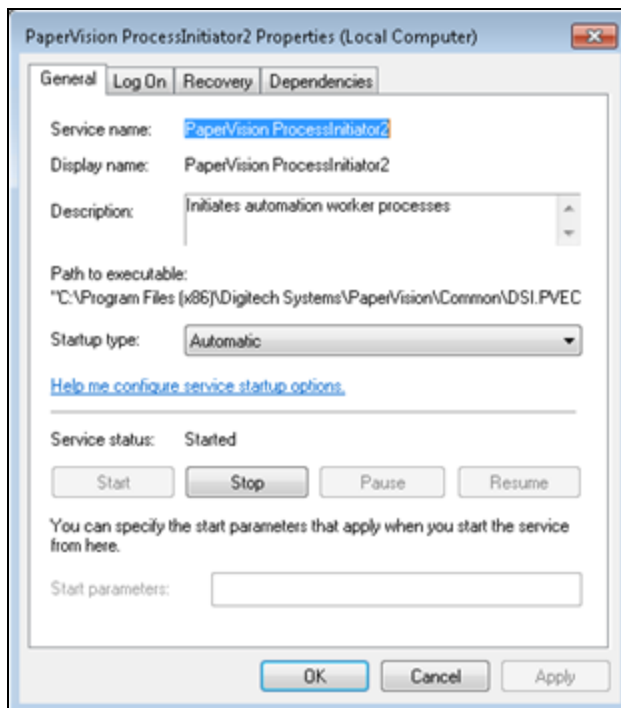 PaperVision ProcessInitiator2 Properties (Local Computer)
General Log On Recovery Dependencies
Service name: PaperVision ProcessInitiator2
Display name: PaperVision ProcessInitiator2
Description: Initiates automation worker processes
Path to executable:
"C:\Program Files (x86)\Digitech Systems\PaperVision\Common\DSI.PVEC
Startup type: Automatic
Help me configure service startup options.
Service status: Started
Start Stop Pause Resume
You can specify the start parameters that apply when you start the service
from here.
Start parameters:
OK Cancel Apply